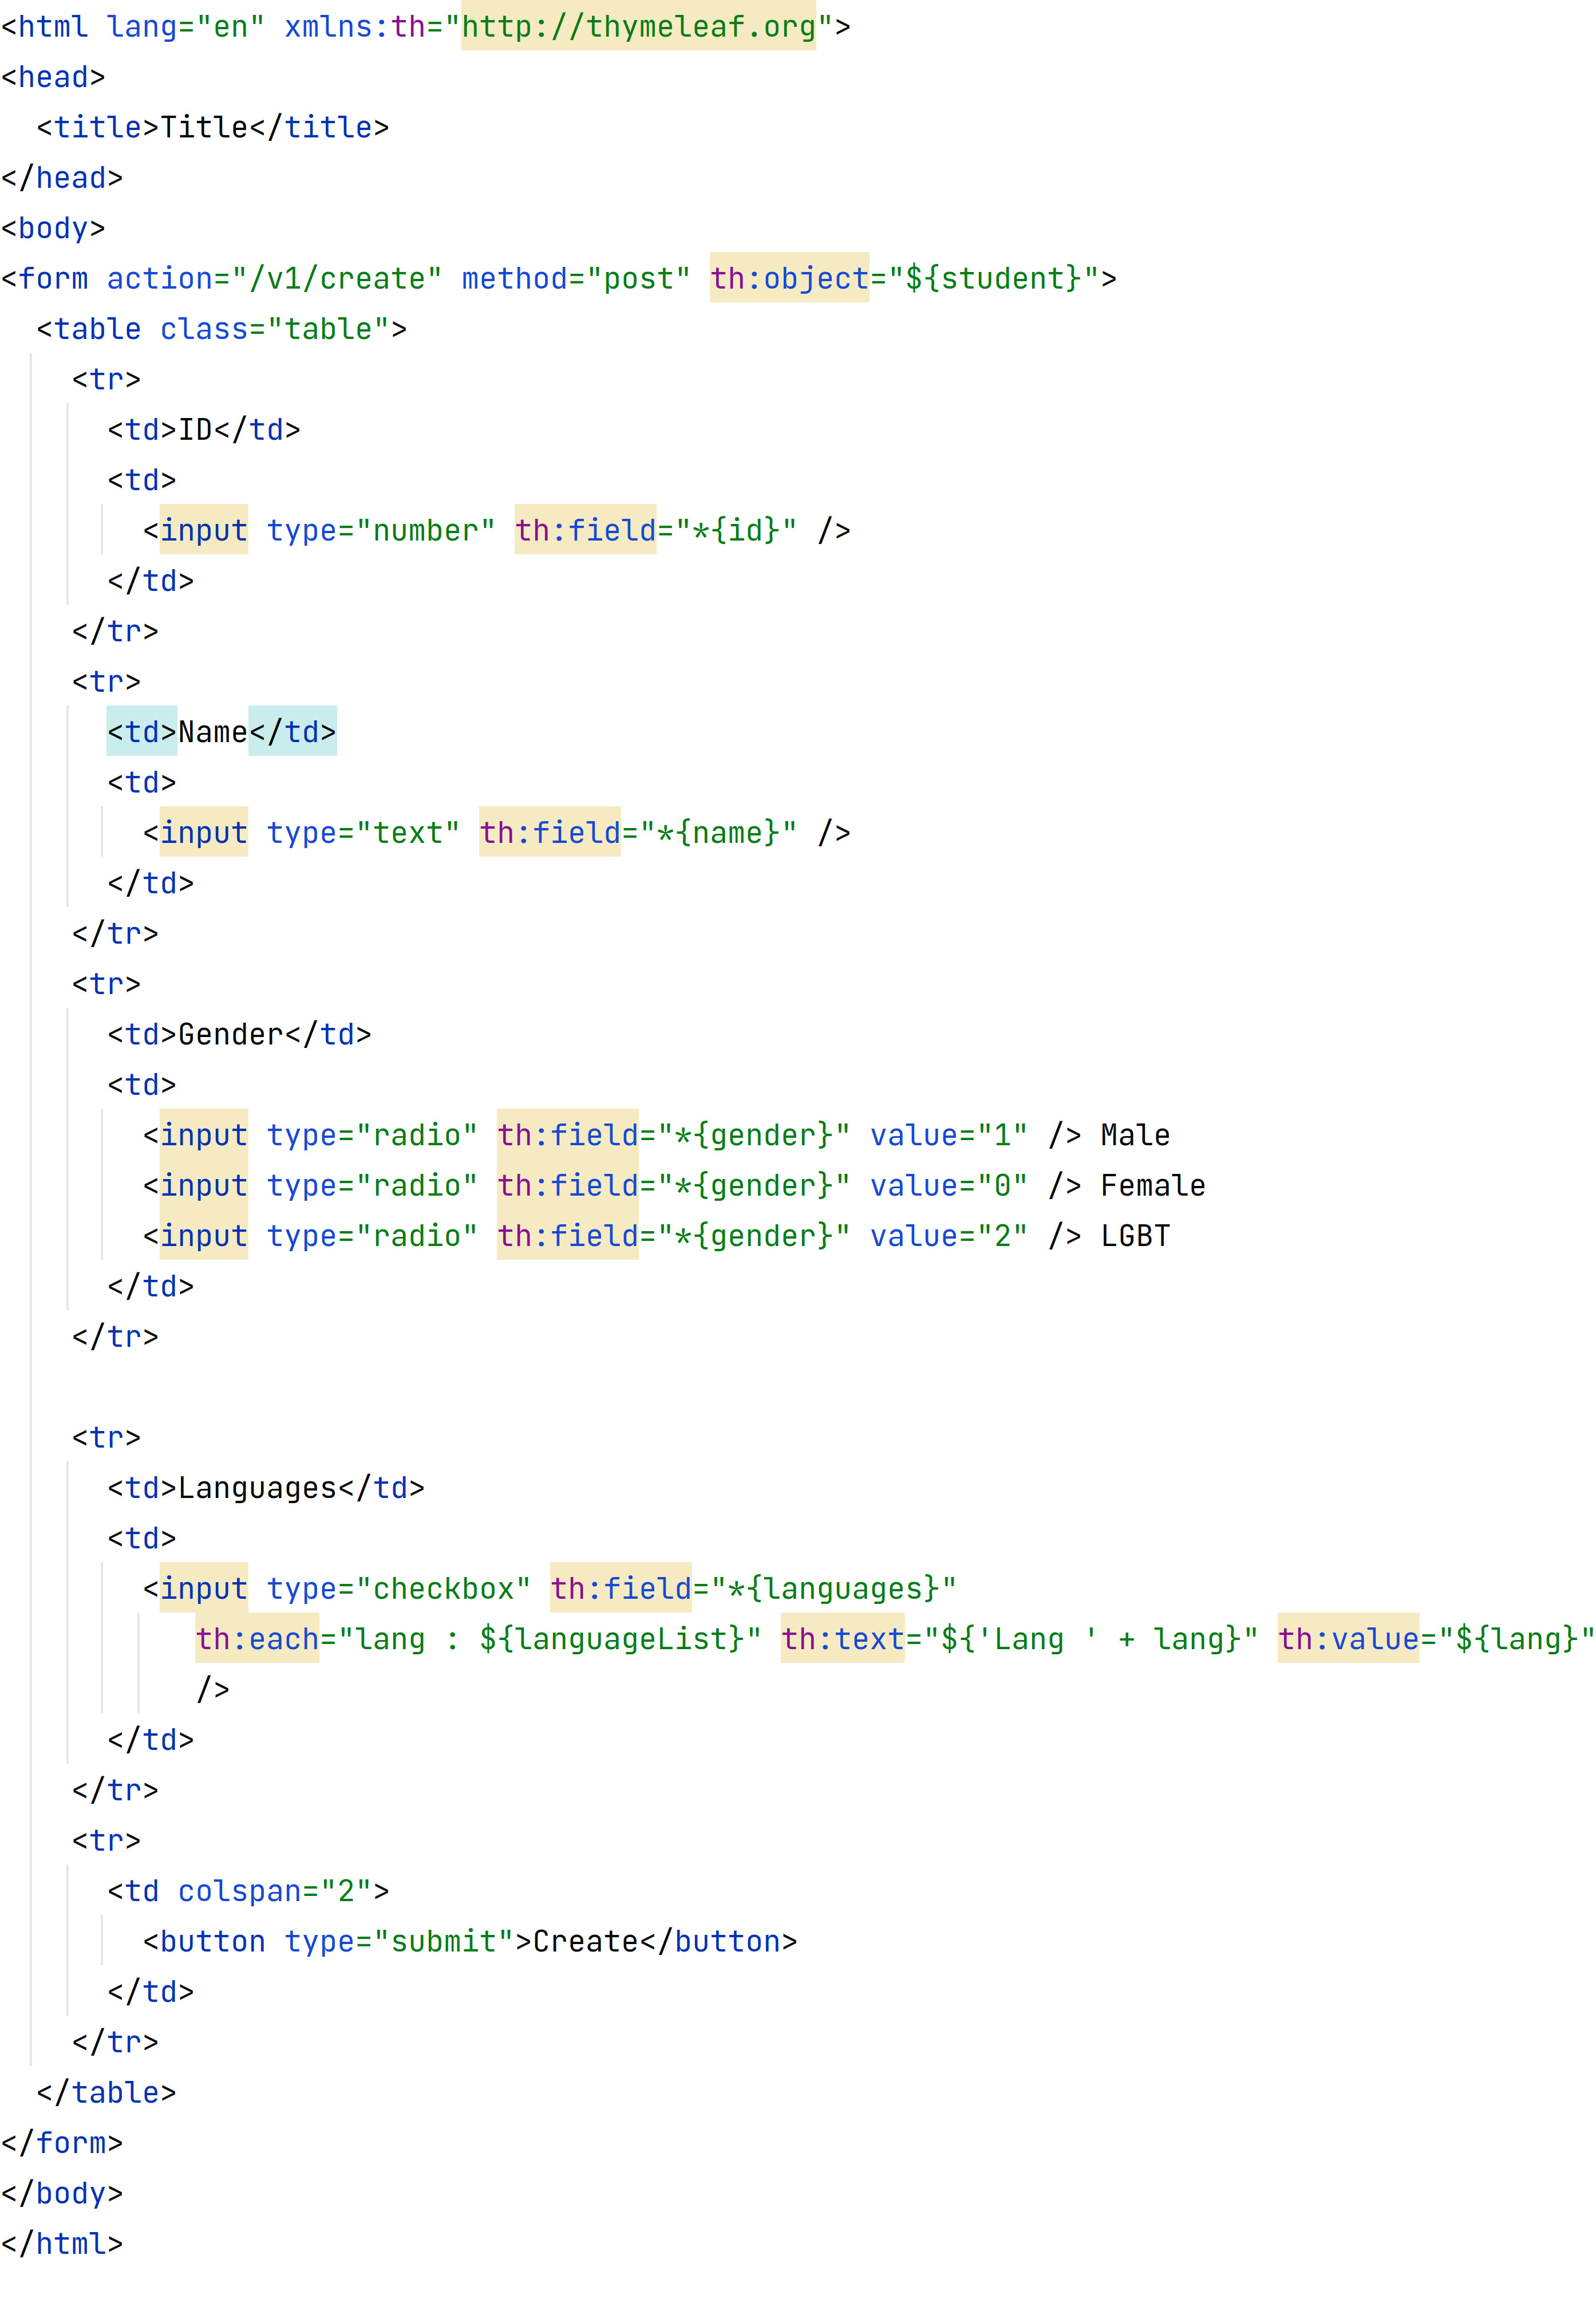 <html lang="en" xmlns:th="http://thymeleaf.org">
<head>
  <title>Title</title>
</head>
<body>
<form action="/v1/create" method="post" th:object="${student}">
  <table class="table">
    <tr>
      <td>ID</td>
      <td>
        <input type="number" th:field="*{id}" />
      </td>
    </tr>
    <tr>
      <td>Name</td>
      <td>
        <input type="text" th:field="*{name}" />
      </td>
    </tr>
    <tr>
      <td>Gender</td>
      <td>
        <input type="radio" th:field="*{gender}" value="1" /> Male
        <input type="radio" th:field="*{gender}" value="0" /> Female
        <input type="radio" th:field="*{gender}" value="2" /> LGBT
      </td>
    </tr>

    <tr>
      <td>Languages</td>
      <td>
        <input type="checkbox" th:field="*{languages}"
           th:each="lang : ${languageList}" th:text="${'Lang ' + lang}" th:value="${lang}"
           />
      </td>
    </tr>
    <tr>
      <td colspan="2">
        <button type="submit">Create</button>
      </td>
    </tr>
  </table>
</form>
</body>
</html>